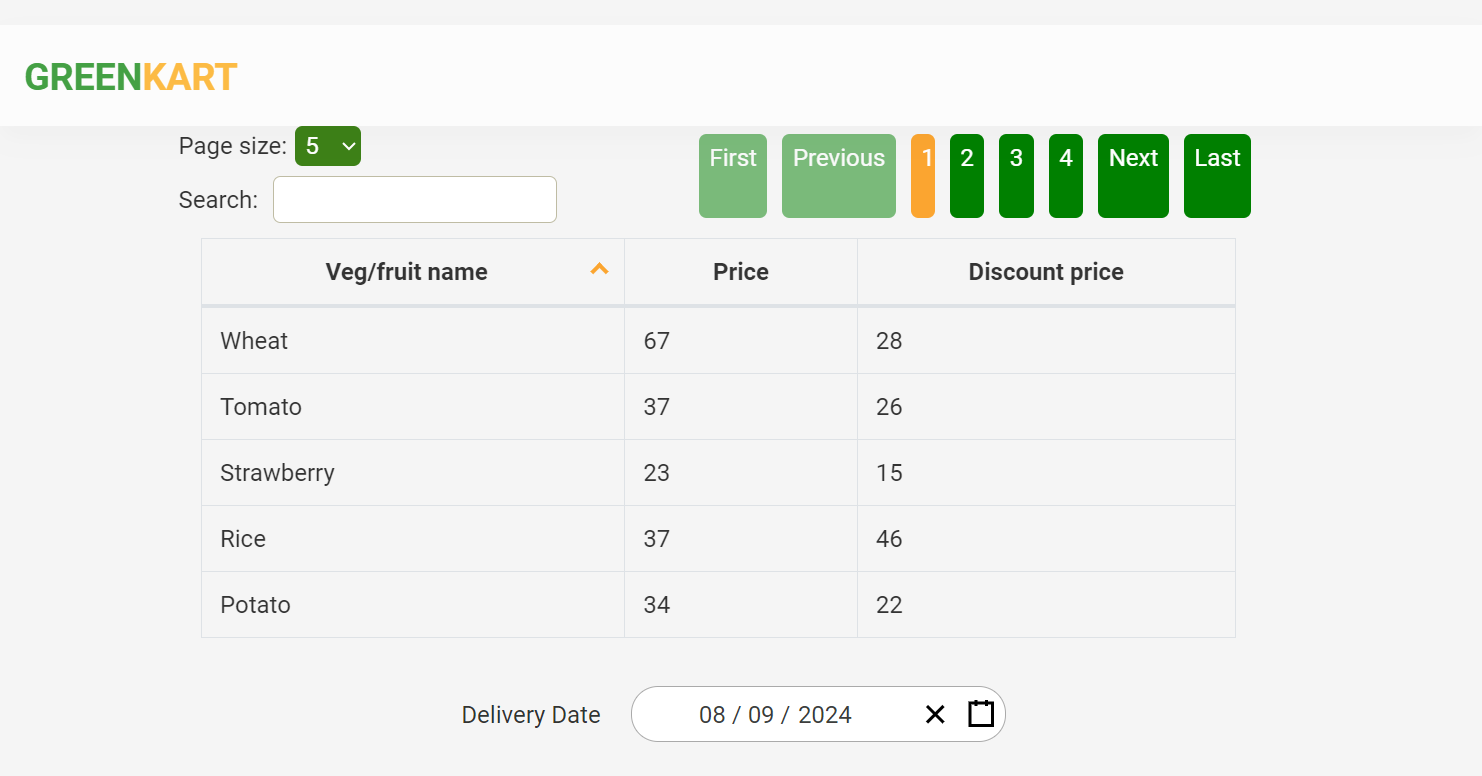 GREENKART
Page size: 5
First Previous 1 2 3 4 Next Last
Search:
Veg/fruit name Price Discount price
Wheat 67 28
Tomato 37 26
Strawberry 23 15
Rice 37 46
Potato 34 22
Delivery Date 08 / 09 / 2024